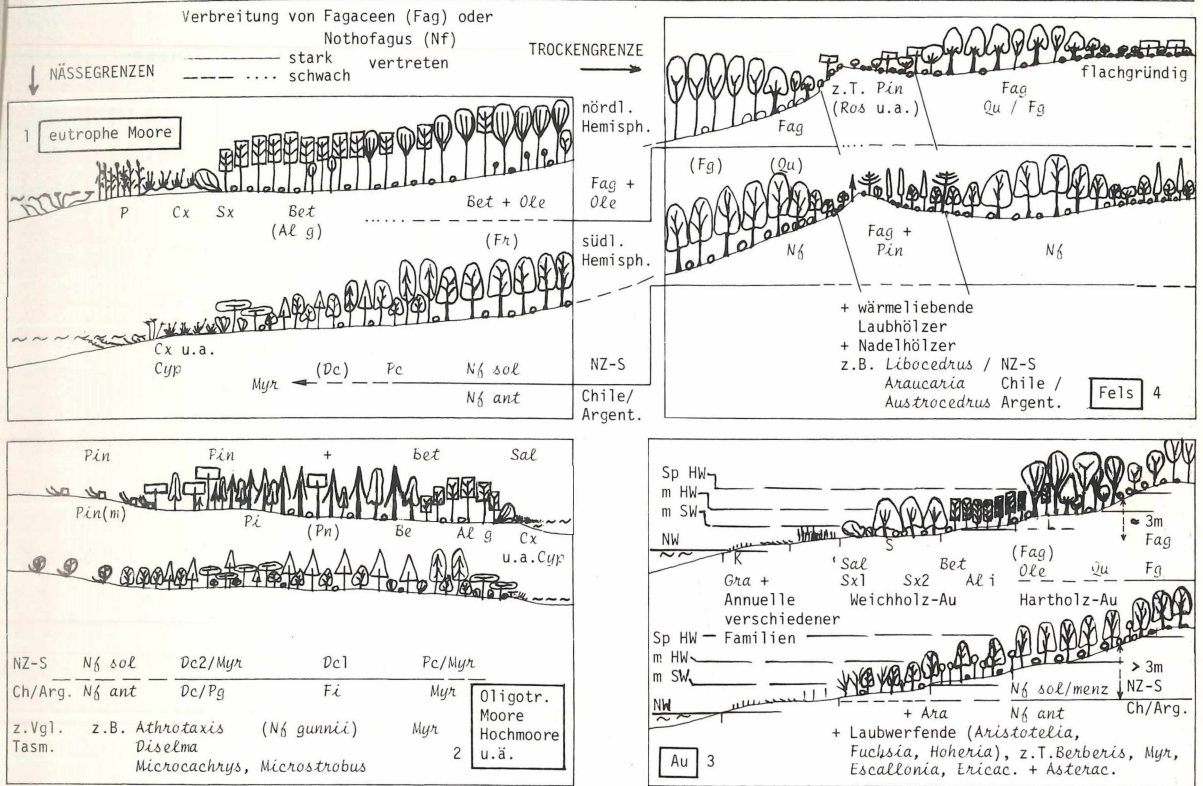 Verbreitung von Fagaceen (Fag) oder
Nothofagus (Nf)
stark
schwach
vertreten
TROCKENGRENZE
NÄSSEGRENZEN
1 eutrophe Moore
P Cx Sx Bet Bet + Ole
(Al g)
(Fr)
nördl.
Hemisph.
Fag +
Ole
südl.
Hemisph.
Cx u.a.
Cyp
Myr (Dc) Pc Nf sol
Nf ant
NZ-S
Chile/
Argent.
flachgründig
z.T. Pin
(Ros u.a.)
Fag
Fag
Qu / Fg
(Fg) (Qu)
Nf
Fag +
Pin
Nf
+ wärmeliebende
Laubhölzer
+ Nadelhölzer
z.B. Libocedrus / NZ-S
Araucaria Chile /
Austrocedrus Argent.
Fels 4
Pin Pin + Bet Sal
Pin(m) Pi (Pn) Be Al g Cx
u.a.Cyp
NZ-S Nf sol Dc2/Myr Dc1 Pc/Myr
Ch/Arg. Nf ant Dc/Pg Fi Myr
z.Vgl. z.B. Athrotaxis (Nf gunnii) Myr
Tasm. Diselma
Microcachrys, Microstrobus
2
Oligotr.
Moore
Hochmoore
u.ä.
Sp HW
m HW
m SW
NW
K
S
≈ 3m
Fag
Sal Bet (Fag)
Gra + Sx1 Sx2 Al i Ole Qu Fg
Annuelle Weichholz-Au Hartholz-Au
verschiedener
Familien
Sp HW
m HW
m SW
NW
> 3m
Nf sol/menz NZ-S
+ Ara Nf ant Ch/Arg.
+ Laubwerfende (Aristotelia,
Fuchsia, Hoheria), z.T.Berberis, Myr,
Escallonia, Ericac. + Asterac.
Au 3